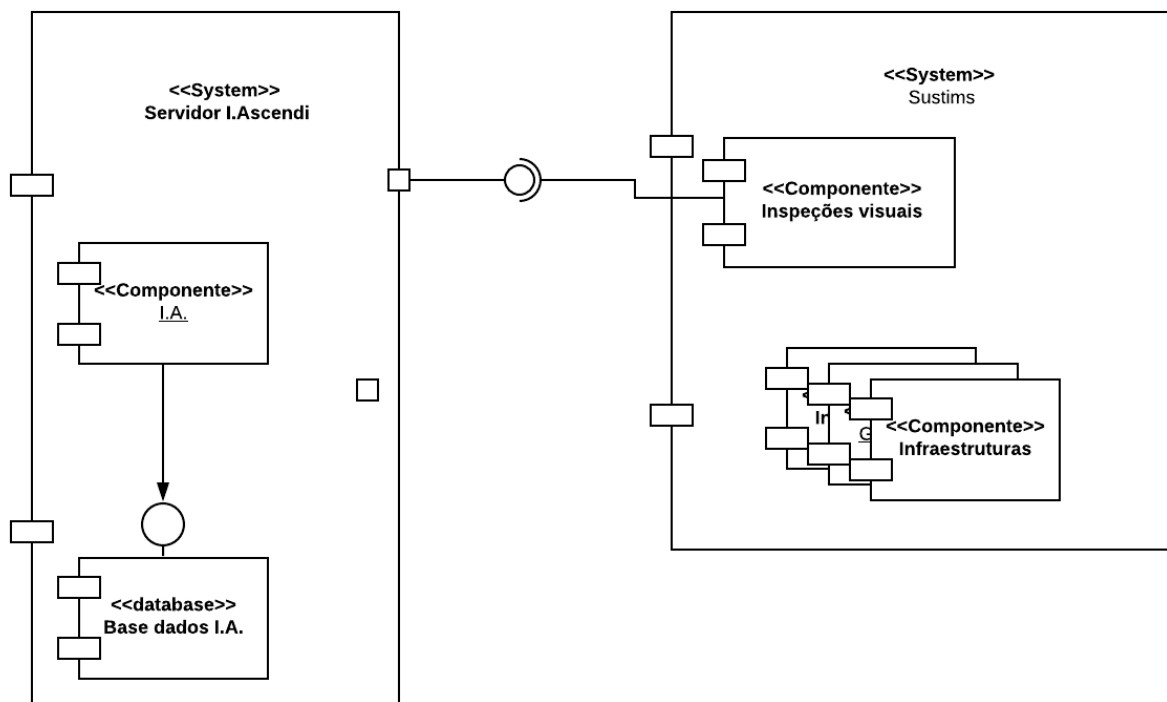 <<System>>
Servidor I.Ascendi
<<Componente>>
I.A.
<<database>>
Base dados I.A.
<<System>>
Sustims
<<Componente>>
Inspeções visuais
<<Componente>>
Infraestruturas